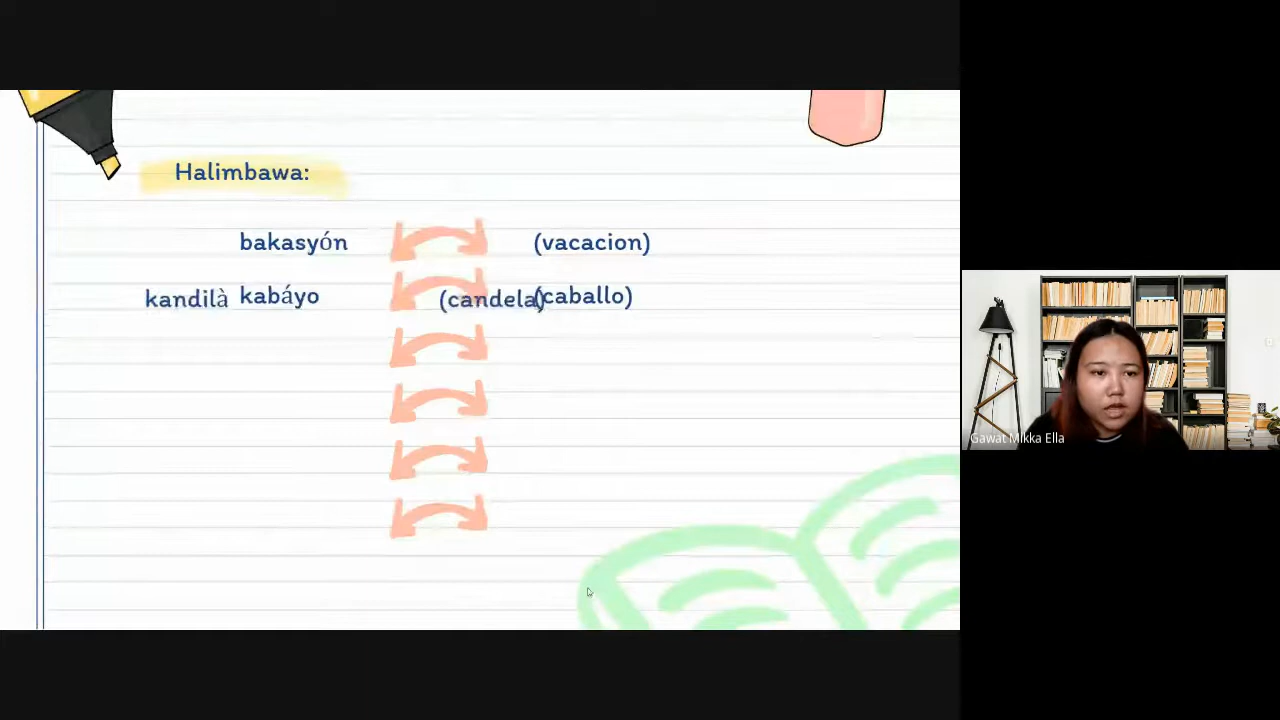 Halimbawa:
bakasyón (vacacion)
kabáyo (caballo)
kandilà (candela)
Gawat Mikka Ella